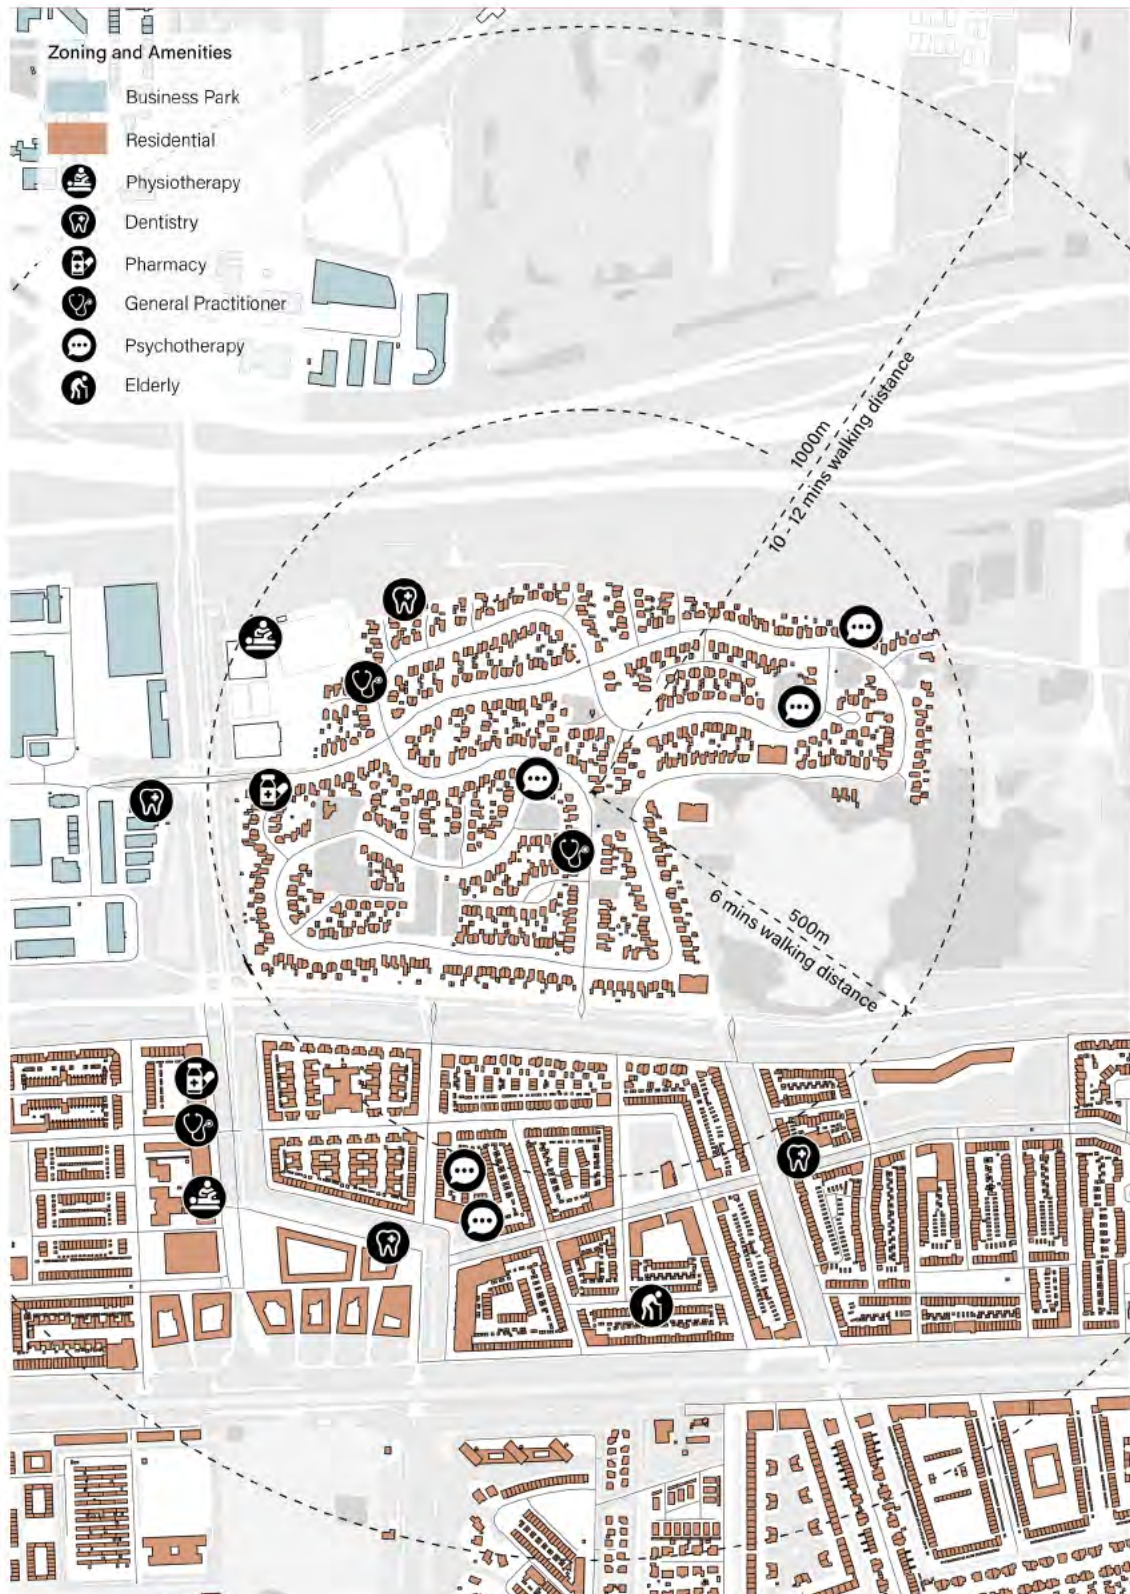 Zoning and Amenities
Business Park
Residential
Physiotherapy
Dentistry
Pharmacy
General Practitioner
Psychotherapy
Elderly
1000m
10 - 12 mins walking distance
500m
6 mins walking distance